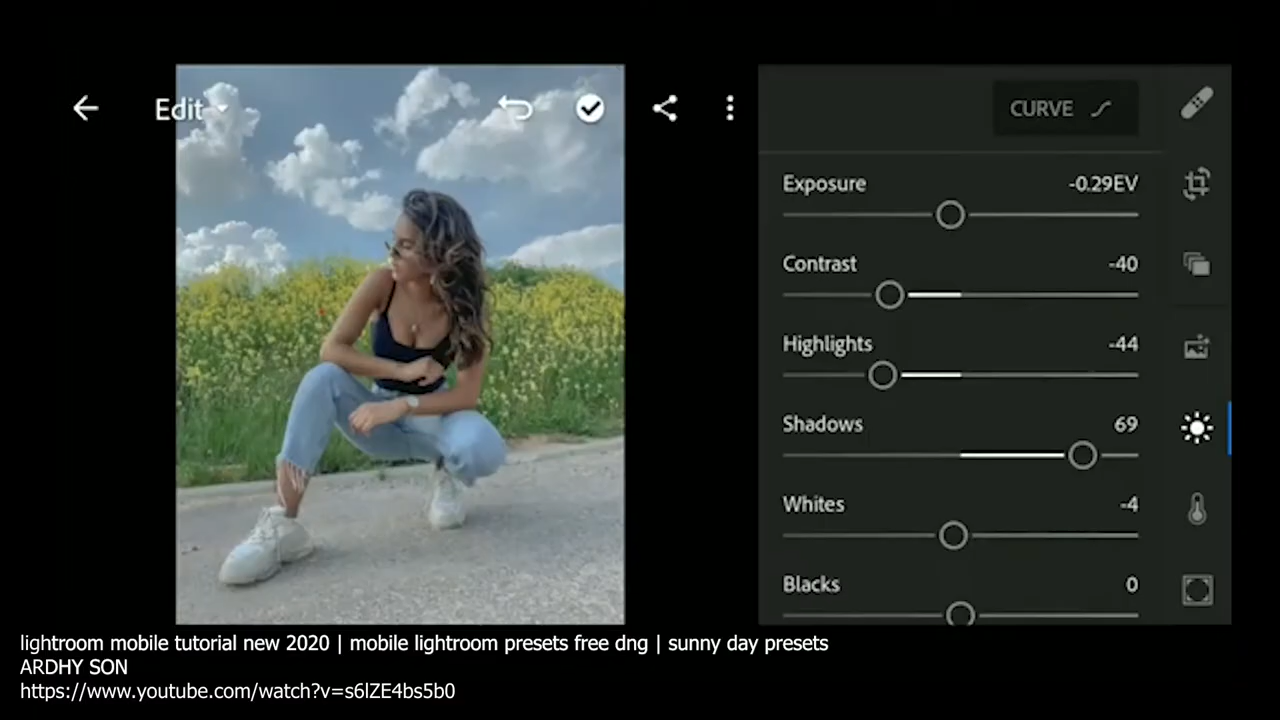 Edit
CURVE
Exposure -0.29EV
Contrast -40
Highlights -44
Shadows 69
Whites -4
Blacks 0
lightroom mobile tutorial new 2020 | mobile lightroom presets free dng | sunny day presets
ARDHY SON
https://www.youtube.com/watch?v=s6lZE4bs5b0